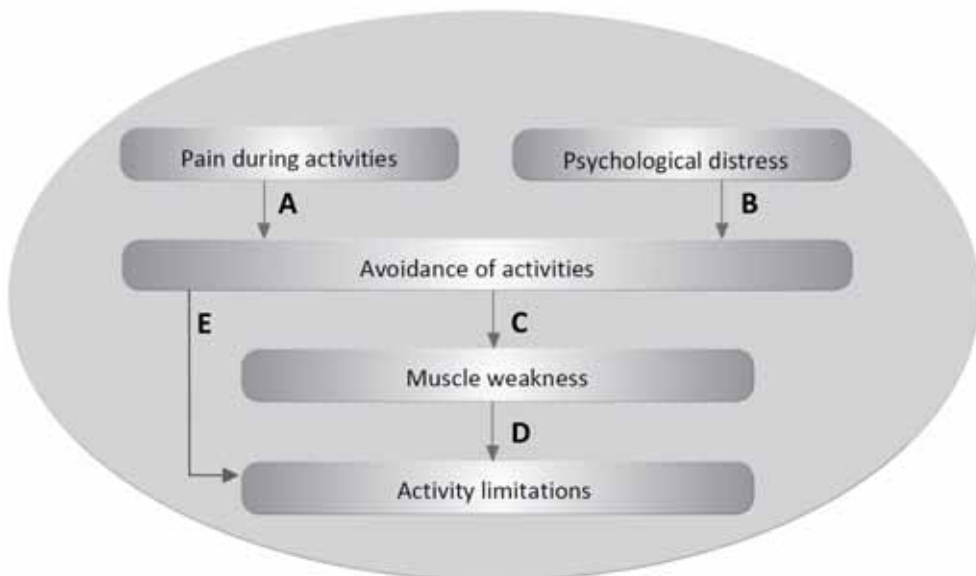 Pain during activities
Psychological distress
A
B
Avoidance of activities
E
C
Muscle weakness
D
Activity limitations